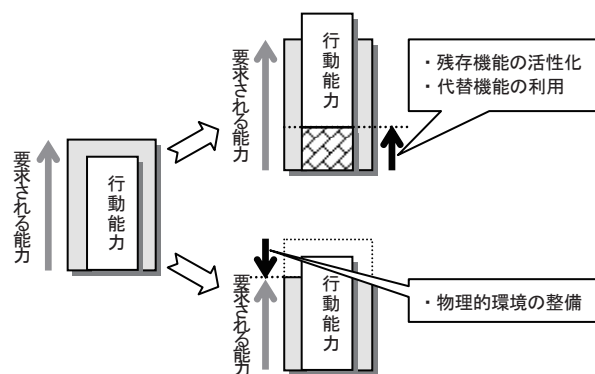 要求される能力
行動能力
要求される能力
行動能力
・残存機能の活性化
・代替機能の利用
要求される能力
行動能力
・物理的環境の整備